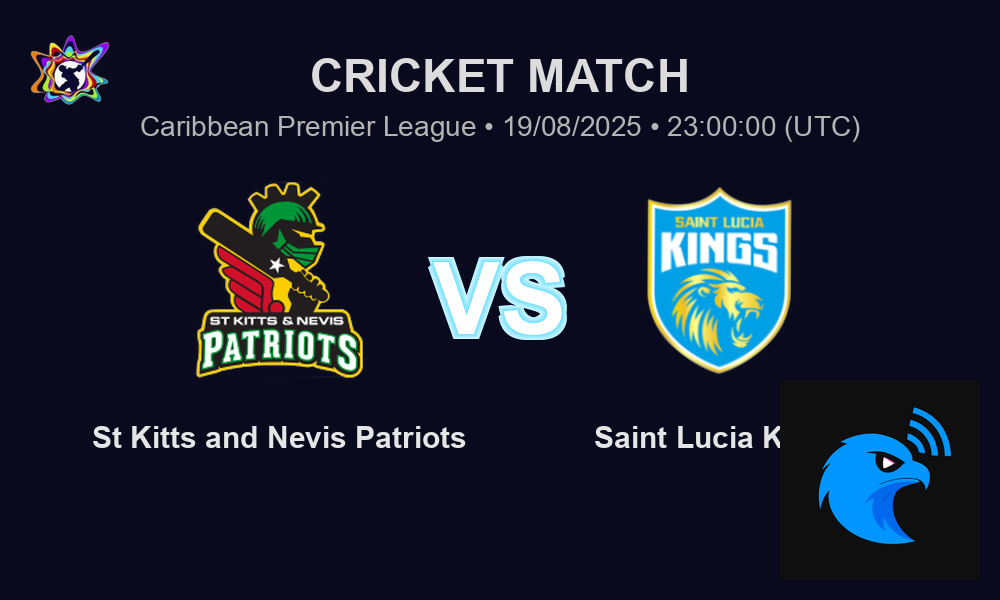 CRICKET MATCH
Caribbean Premier League • 19/08/2025 • 23:00:00 (UTC)
ST KITTS & NEVIS
PATRIOTS
VS
SAINT LUCIA
KINGS
St Kitts and Nevis Patriots
Saint Lucia K